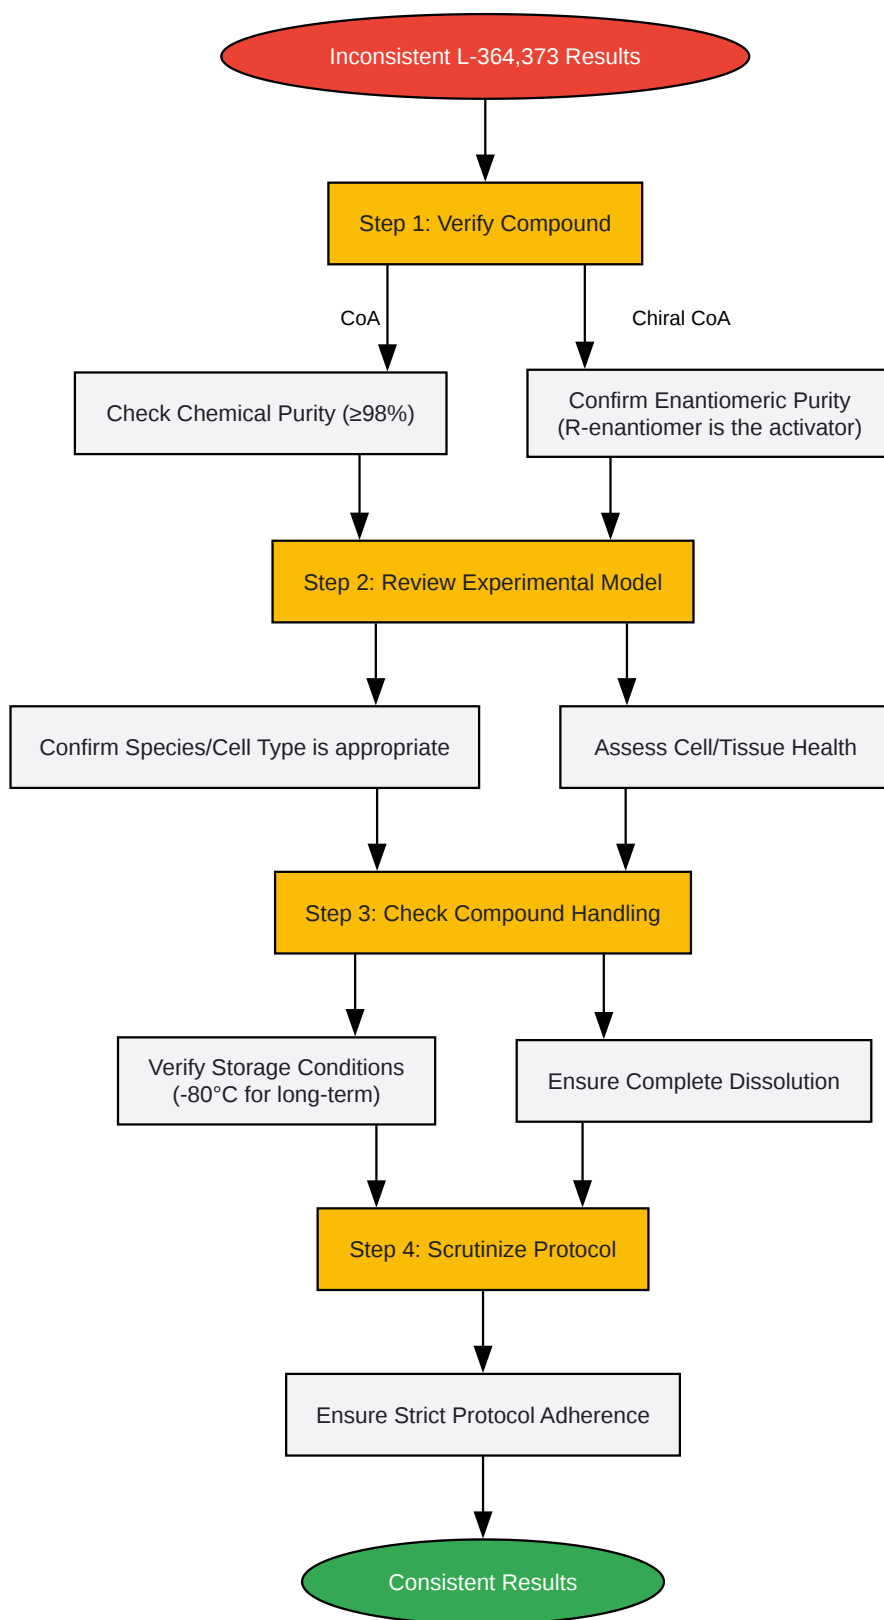 Inconsistent L-364,373 Results
Step 1: Verify Compound
CoA
Chiral CoA
Check Chemical Purity (≥98%)
Confirm Enantiomeric Purity
(R-enantiomer is the activator)
Step 2: Review Experimental Model
Confirm Species/Cell Type is appropriate
Assess Cell/Tissue Health
Step 3: Check Compound Handling
Verify Storage Conditions
(-80°C for long-term)
Ensure Complete Dissolution
Step 4: Scrutinize Protocol
Ensure Strict Protocol Adherence
Consistent Results